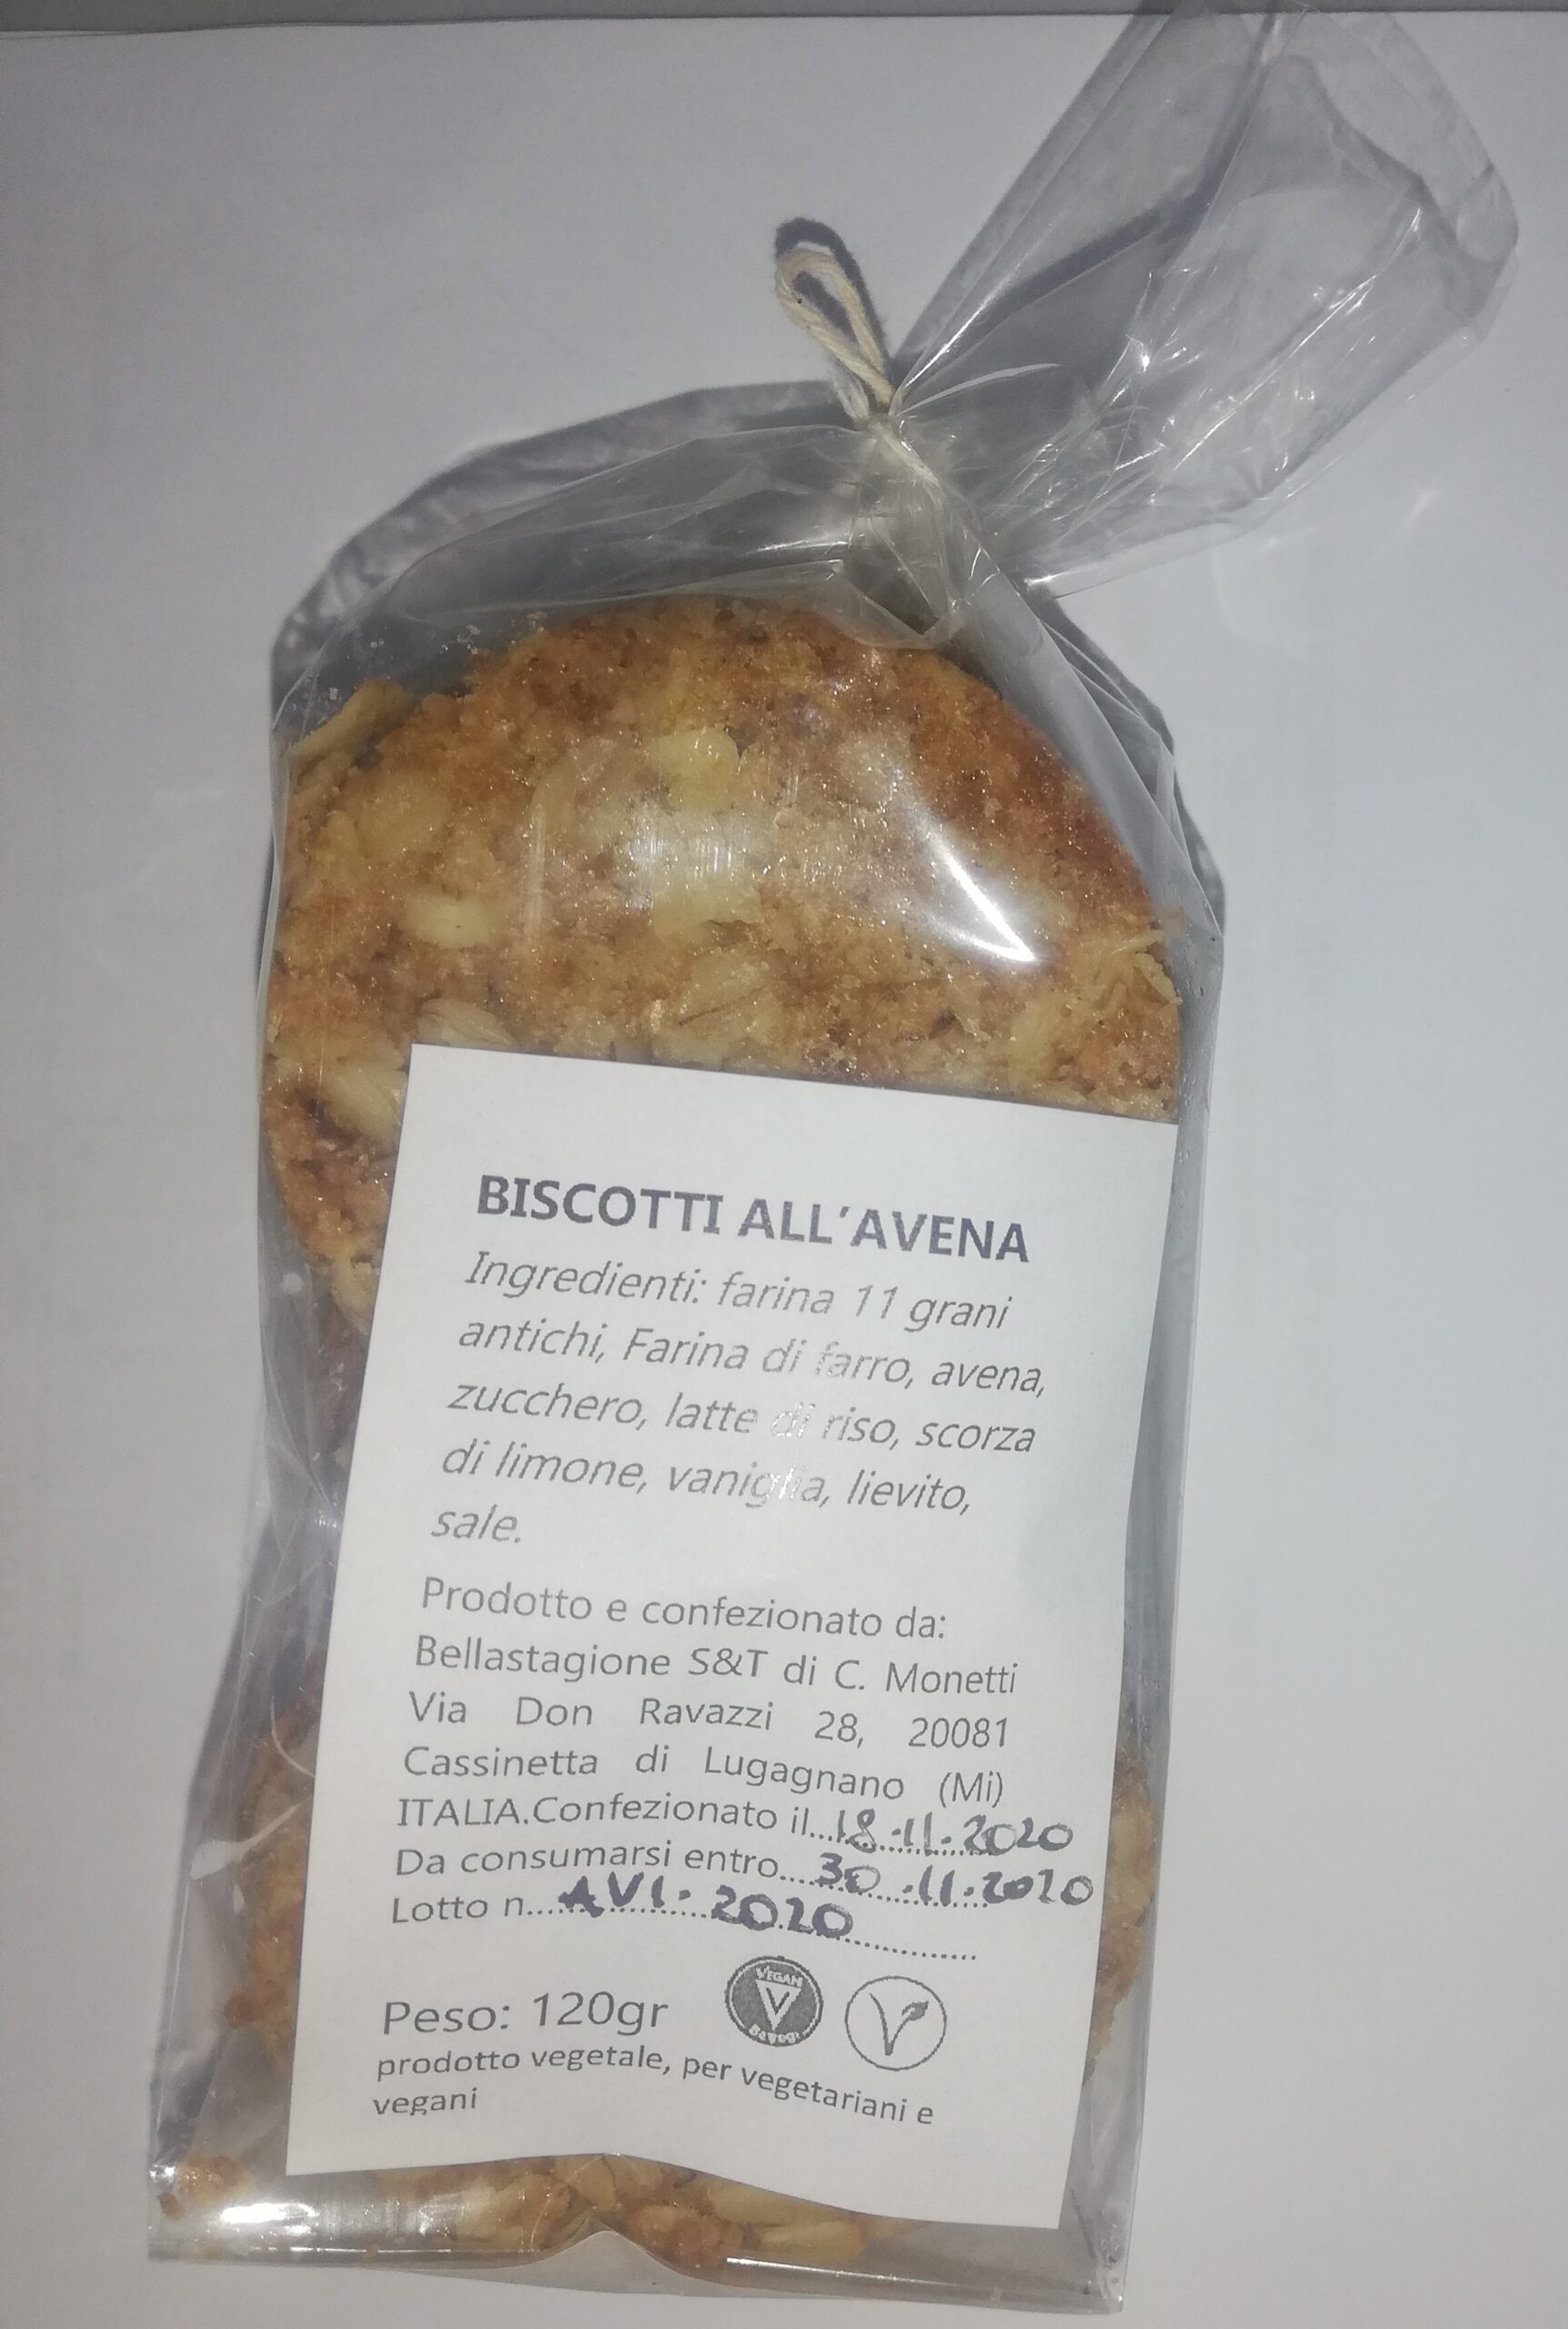 BISCOTTI ALL'AVENA
Ingredienti: farina 11 grani
antichi, Farina di farro, avena,
zucchero, latte di riso, scorza
di limone, vaniglia, lievito,
sale.
Prodotto e confezionato da:
Bellastagione S&T di C. Monetti
Via Don Ravazzi 28, 20081
Cassinetta di Lugagnano (Mi)
ITALIA.Confezionato il...18.11.2020
Da consumarsi entro....30.11.2020
Lotto n....AVI.2020
VEGAN
Peso: 120gr
prodotto vegetale, per vegetariani e
vegani